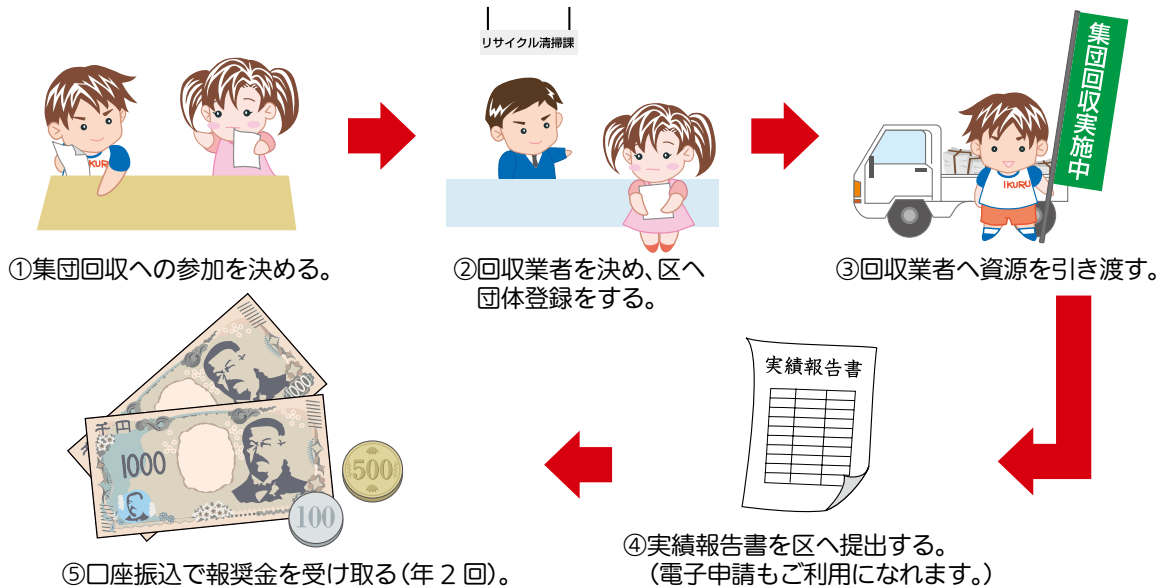 リサイクル清掃課
集団回収実施中
KUR
IKURU
①集団回収への参加を決める。
②回収業者を決め、区へ
団体登録をする。
③回収業者へ資源を引き渡す。
実績報告書
千円
1000
1000
500
100
④実績報告書を区へ提出する。
（電子申請もご利用になれます。）
⑤口座振込で報奨金を受け取る（年２回）。